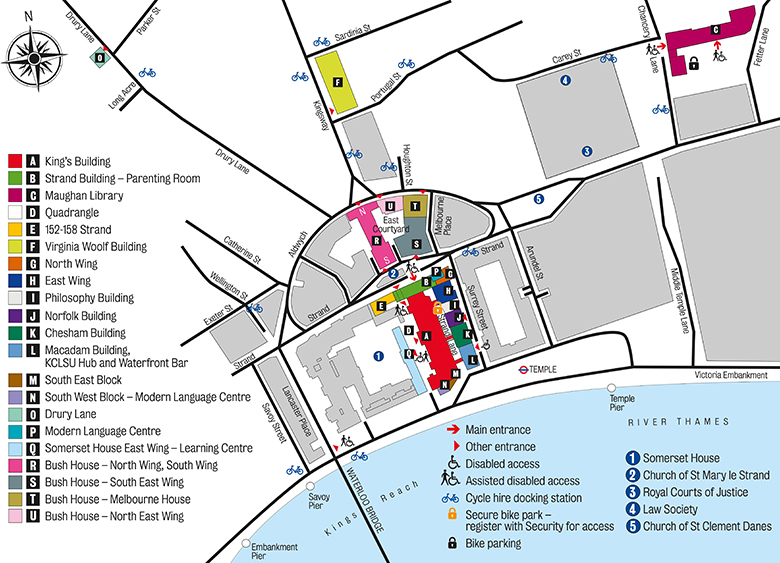 Drury Lane
Parker St
O
Long Acre
Drury Lane
Sardinia St
F
Kingsway
Portugal St
Houghton St
Chancery
Lane
C
Fetter Lane
Carey St
4
3
5
N
A King's Building
B Strand Building – Parenting Room
C Maughan Library
D Quadrangle
E 152-158 Strand
F Virginia Woolf Building
G North Wing
H East Wing
I Philosophy Building
J Norfolk Building
K Chesham Building
L Macadam Building,
KCLSU Hub and Waterfront Bar
M South East Block
N South West Block – Modern Language Centre
O Drury Lane
P Modern Language Centre
Q Somerset House East Wing – Learning Centre
R Bush House – North Wing, South Wing
S Bush House – South East Wing
T Bush House – Melbourne House
U Bush House – North East Wing
Catherine St
Wellington St
Exeter St
Aldwych
Strand
Strand
N
U
T
East
Courtyard
R
S
S
Melbourne
Place
2
Strand
Arundel St
Surrey Street
Strand Lane
Middle Temple Lane
P
G
B
H
E
I
J
D
A
K
Q
L
M
N
1
Savoy Street
Lancaster Place
TEMPLE
Victoria Embankment
Temple
Pier
RIVER THAMES
Kings Reach
WATERLOO BRIDGE
Savoy
Pier
Embankment
Pier
Main entrance
Other entrance
Disabled access
Assisted disabled access
Cycle hire docking station
Secure bike park –
register with Security for access
Bike parking
1 Somerset House
2 Church of St Mary le Strand
3 Royal Courts of Justice
4 Law Society
5 Church of St Clement Danes